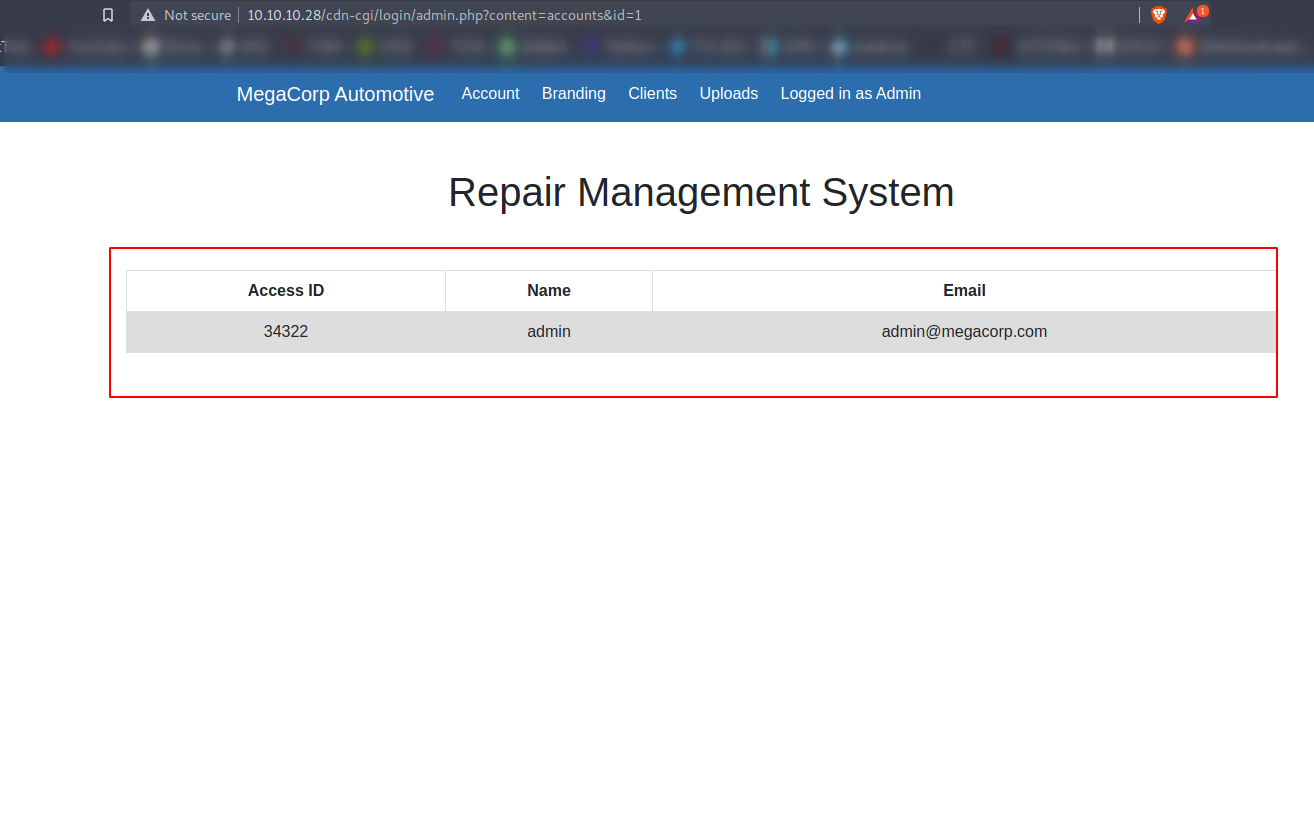 Not secure 10.10.10.28/cdn-cgi/login/admin.php?content=accounts&id=1 1
MegaCorp Automotive Account Branding Clients Uploads Logged in as Admin
Repair Management System
Access ID Name Email
34322 admin admin@megacorp.com